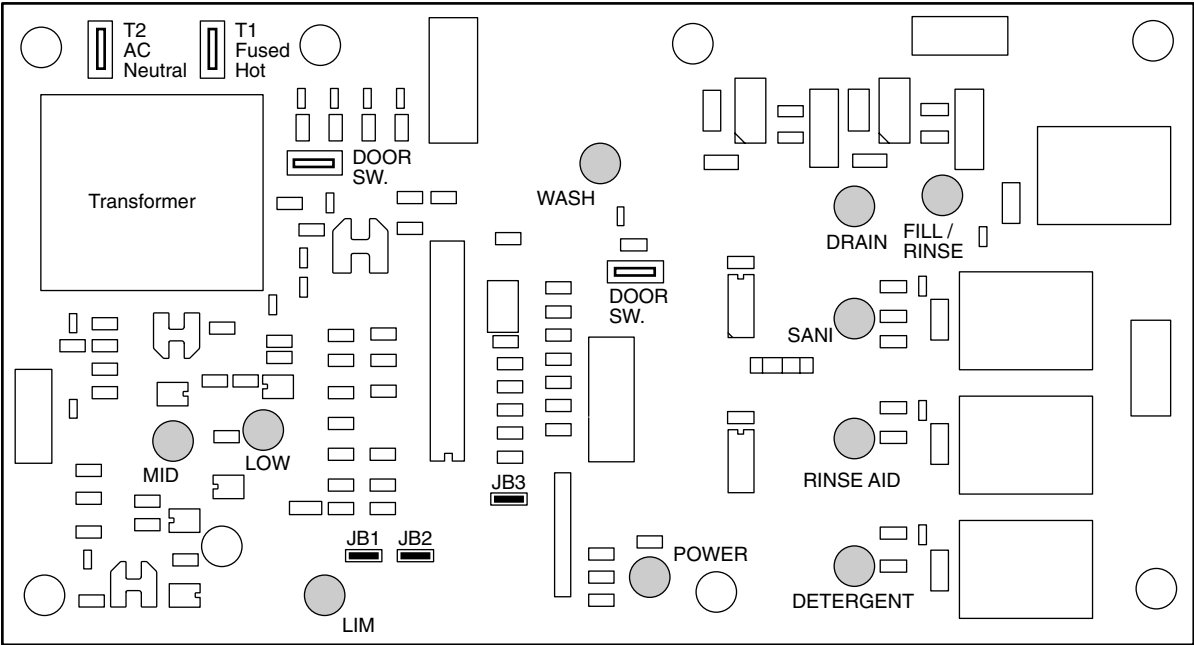 T2
AC
Neutral
T1
Fused
Hot
DOOR
SW.
Transformer
WASH
DRAIN
FILL /
RINSE
DOOR
SW.
SANI
MID
LOW
RINSE AID
JB3
JB1
JB2
POWER
DETERGENT
LIM